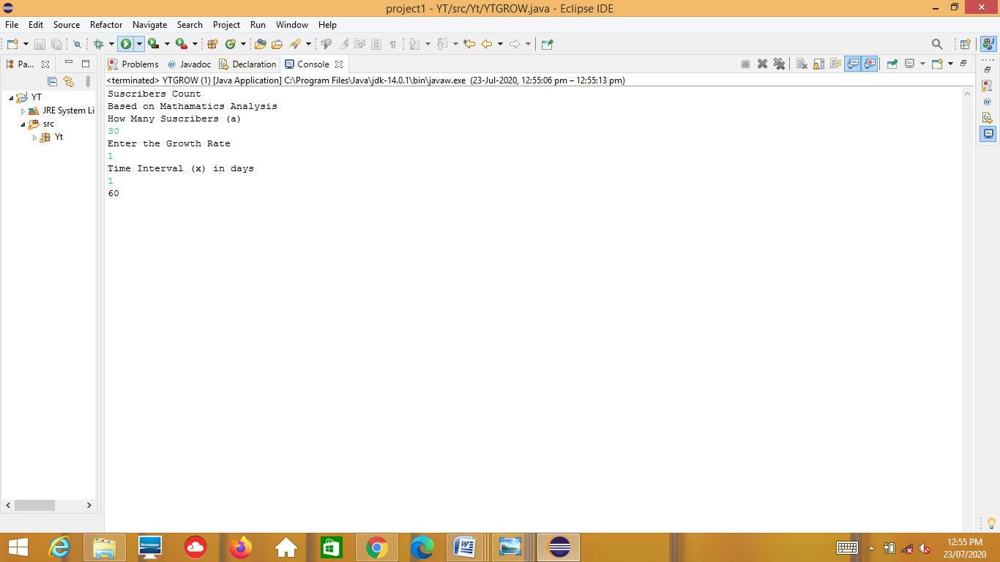 project1 - YT/src/Yt/YTGROW.java - Eclipse IDE
File Edit Source Refactor Navigate Search Project Run Window Help
Pa... Problems @ Javadoc Declaration Console
<terminated> YTGROW (1) [Java Application] C:\Program Files\Java\jdk-14.0.1\bin\javaw.exe (23-Jul-2020, 12:55:06 pm – 12:55:13 pm)
YT
JRE System Li
src
Yt
Suscribers Count
Based on Mathamatics Analysis
How Many Suscribers (a)
30
Enter the Growth Rate
1
Time Interval (x) in days
1
60
lenovo
12:55 PM
23/07/2020